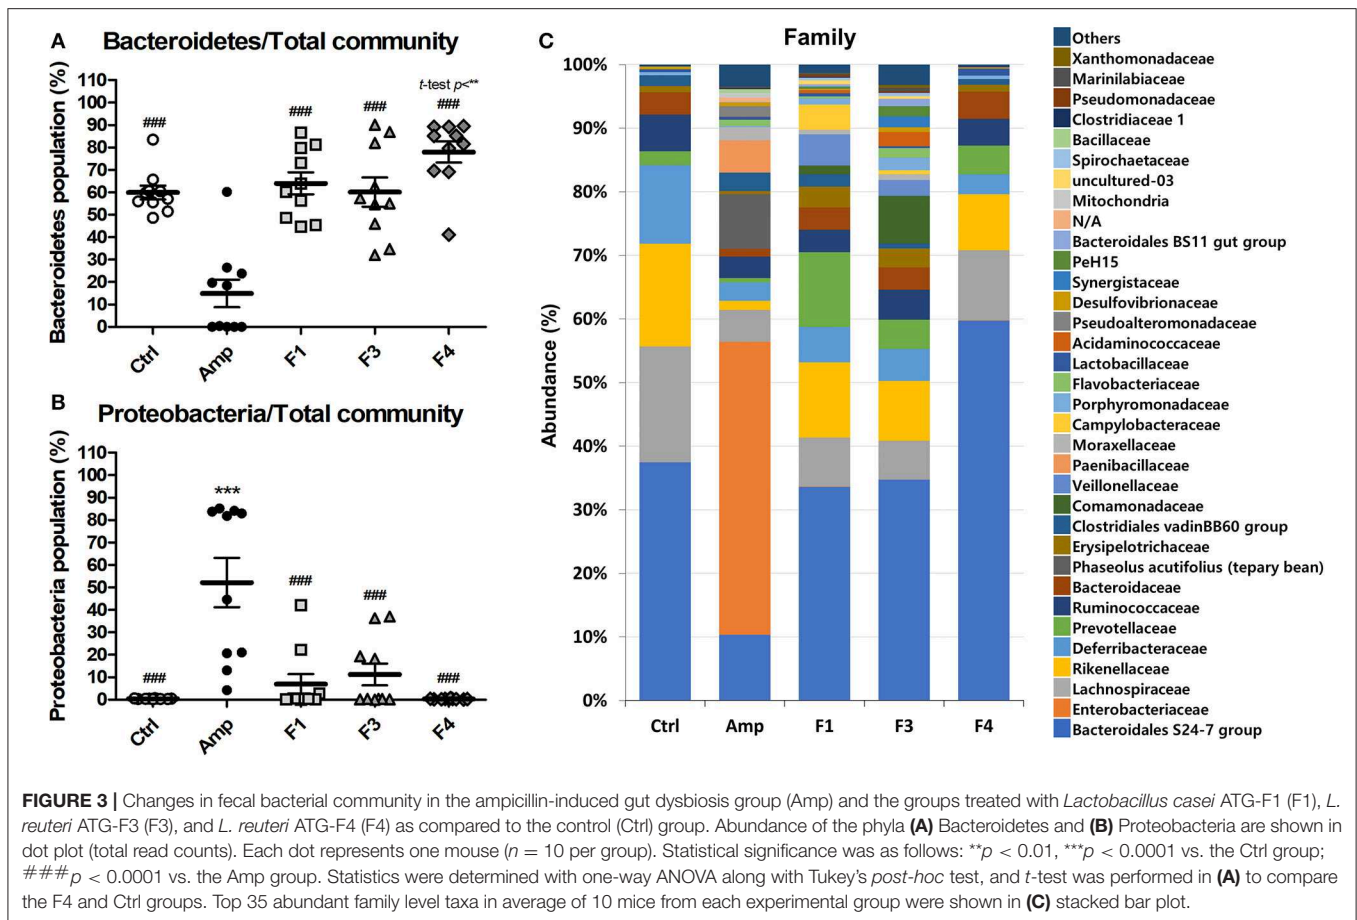 A
Bacteroidetes/Total community
Bacteroidetes population (%)
110
100
90
80
70
60
50
40
30
20
10
0
###
###
###
t-test p<**
###
Ctrl
Amp
F1
F3
F4
B
Proteobacteria/Total community
Proteobacteria population (%)
110
100
90
80
70
60
50
40
30
20
10
0
###
***
###
###
###
Ctrl
Amp
F1
F3
F4
C
Family
Abundance (%)
100%
90%
80%
70%
60%
50%
40%
30%
20%
10%
0%
Ctrl
Amp
F1
F3
F4
Others
Xanthomonadaceae
Marinilabiaceae
Pseudomonadaceae
Clostridiaceae 1
Bacillaceae
Spirochaetaceae
uncultured-03
Mitochondria
N/A
Bacteroidales BS11 gut group
PeH15
Synergistaceae
Desulfovibrionaceae
Pseudoalteromonadaceae
Acidaminococcaceae
Lactobacillaceae
Flavobacteriaceae
Porphyromonadaceae
Campylobacteraceae
Moraxellaceae
Paenibacillaceae
Veillonellaceae
Comamonadaceae
Clostridiales vadinBB60 group
Erysipelotrichaceae
Phaseolus acutifolius (tepary bean)
Bacteroidaceae
Ruminococcaceae
Prevotellaceae
Deferribacteraceae
Rikenellaceae
Lachnospiraceae
Enterobacteriaceae
Bacteroidales S24-7 group
FIGURE 3 | Changes in fecal bacterial community in the ampicillin-induced gut dysbiosis group (Amp) and the groups treated with Lactobacillus casei ATG-F1 (F1), L.
reuteri ATG-F3 (F3), and L. reuteri ATG-F4 (F4) as compared to the control (Ctrl) group. Abundance of the phyla (A) Bacteroidetes and (B) Proteobacteria are shown in
dot plot (total read counts). Each dot represents one mouse (n = 10 per group). Statistical significance was as follows: **p < 0.01, ***p < 0.0001 vs. the Ctrl group;
###p < 0.0001 vs. the Amp group. Statistics were determined with one-way ANOVA along with Tukey's post-hoc test, and t-test was performed in (A) to compare
the F4 and Ctrl groups. Top 35 abundant family level taxa in average of 10 mice from each experimental group were shown in (C) stacked bar plot.